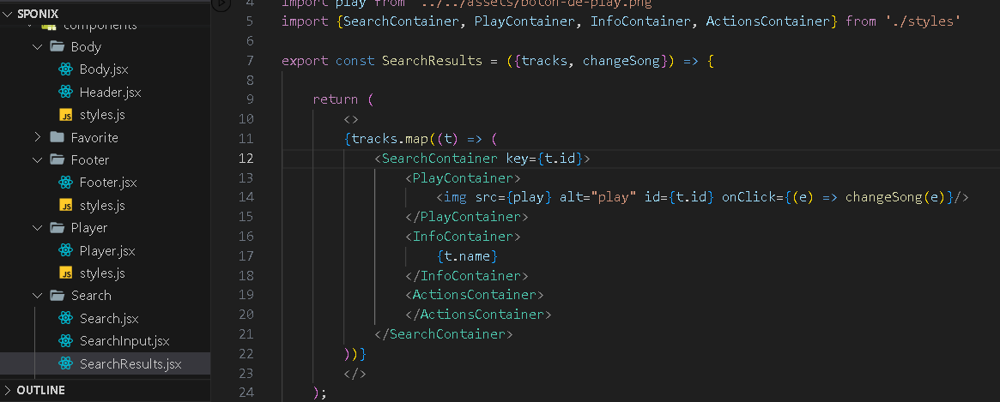 SPONIX
components
Body
Body.jsx
Header.jsx
JS styles.js
Favorite
Footer
Footer.jsx
JS styles.js
Player
Player.jsx
JS styles.js
Search
Search.jsx
SearchInput.jsx
SearchResults.jsx
OUTLINE
4 import play from '../../assets/boton-de-play.png
5 import {SearchContainer, PlayContainer, InfoContainer, ActionsContainer} from './styles'
6
7 export const SearchResults = ({tracks, changeSong}) => {
8
9 return (
10 <>
11 {tracks.map((t) => (
12 <SearchContainer key={t.id}>
13 <PlayContainer>
14 <img src={play} alt="play" id={t.id} onClick={(e) => changeSong(e)}/>
15 </PlayContainer>
16 <InfoContainer>
17 {t.name}
18 </InfoContainer>
19 <ActionsContainer>
20 </ActionsContainer>
21 </SearchContainer>
22 ))}
23 </>
24 );